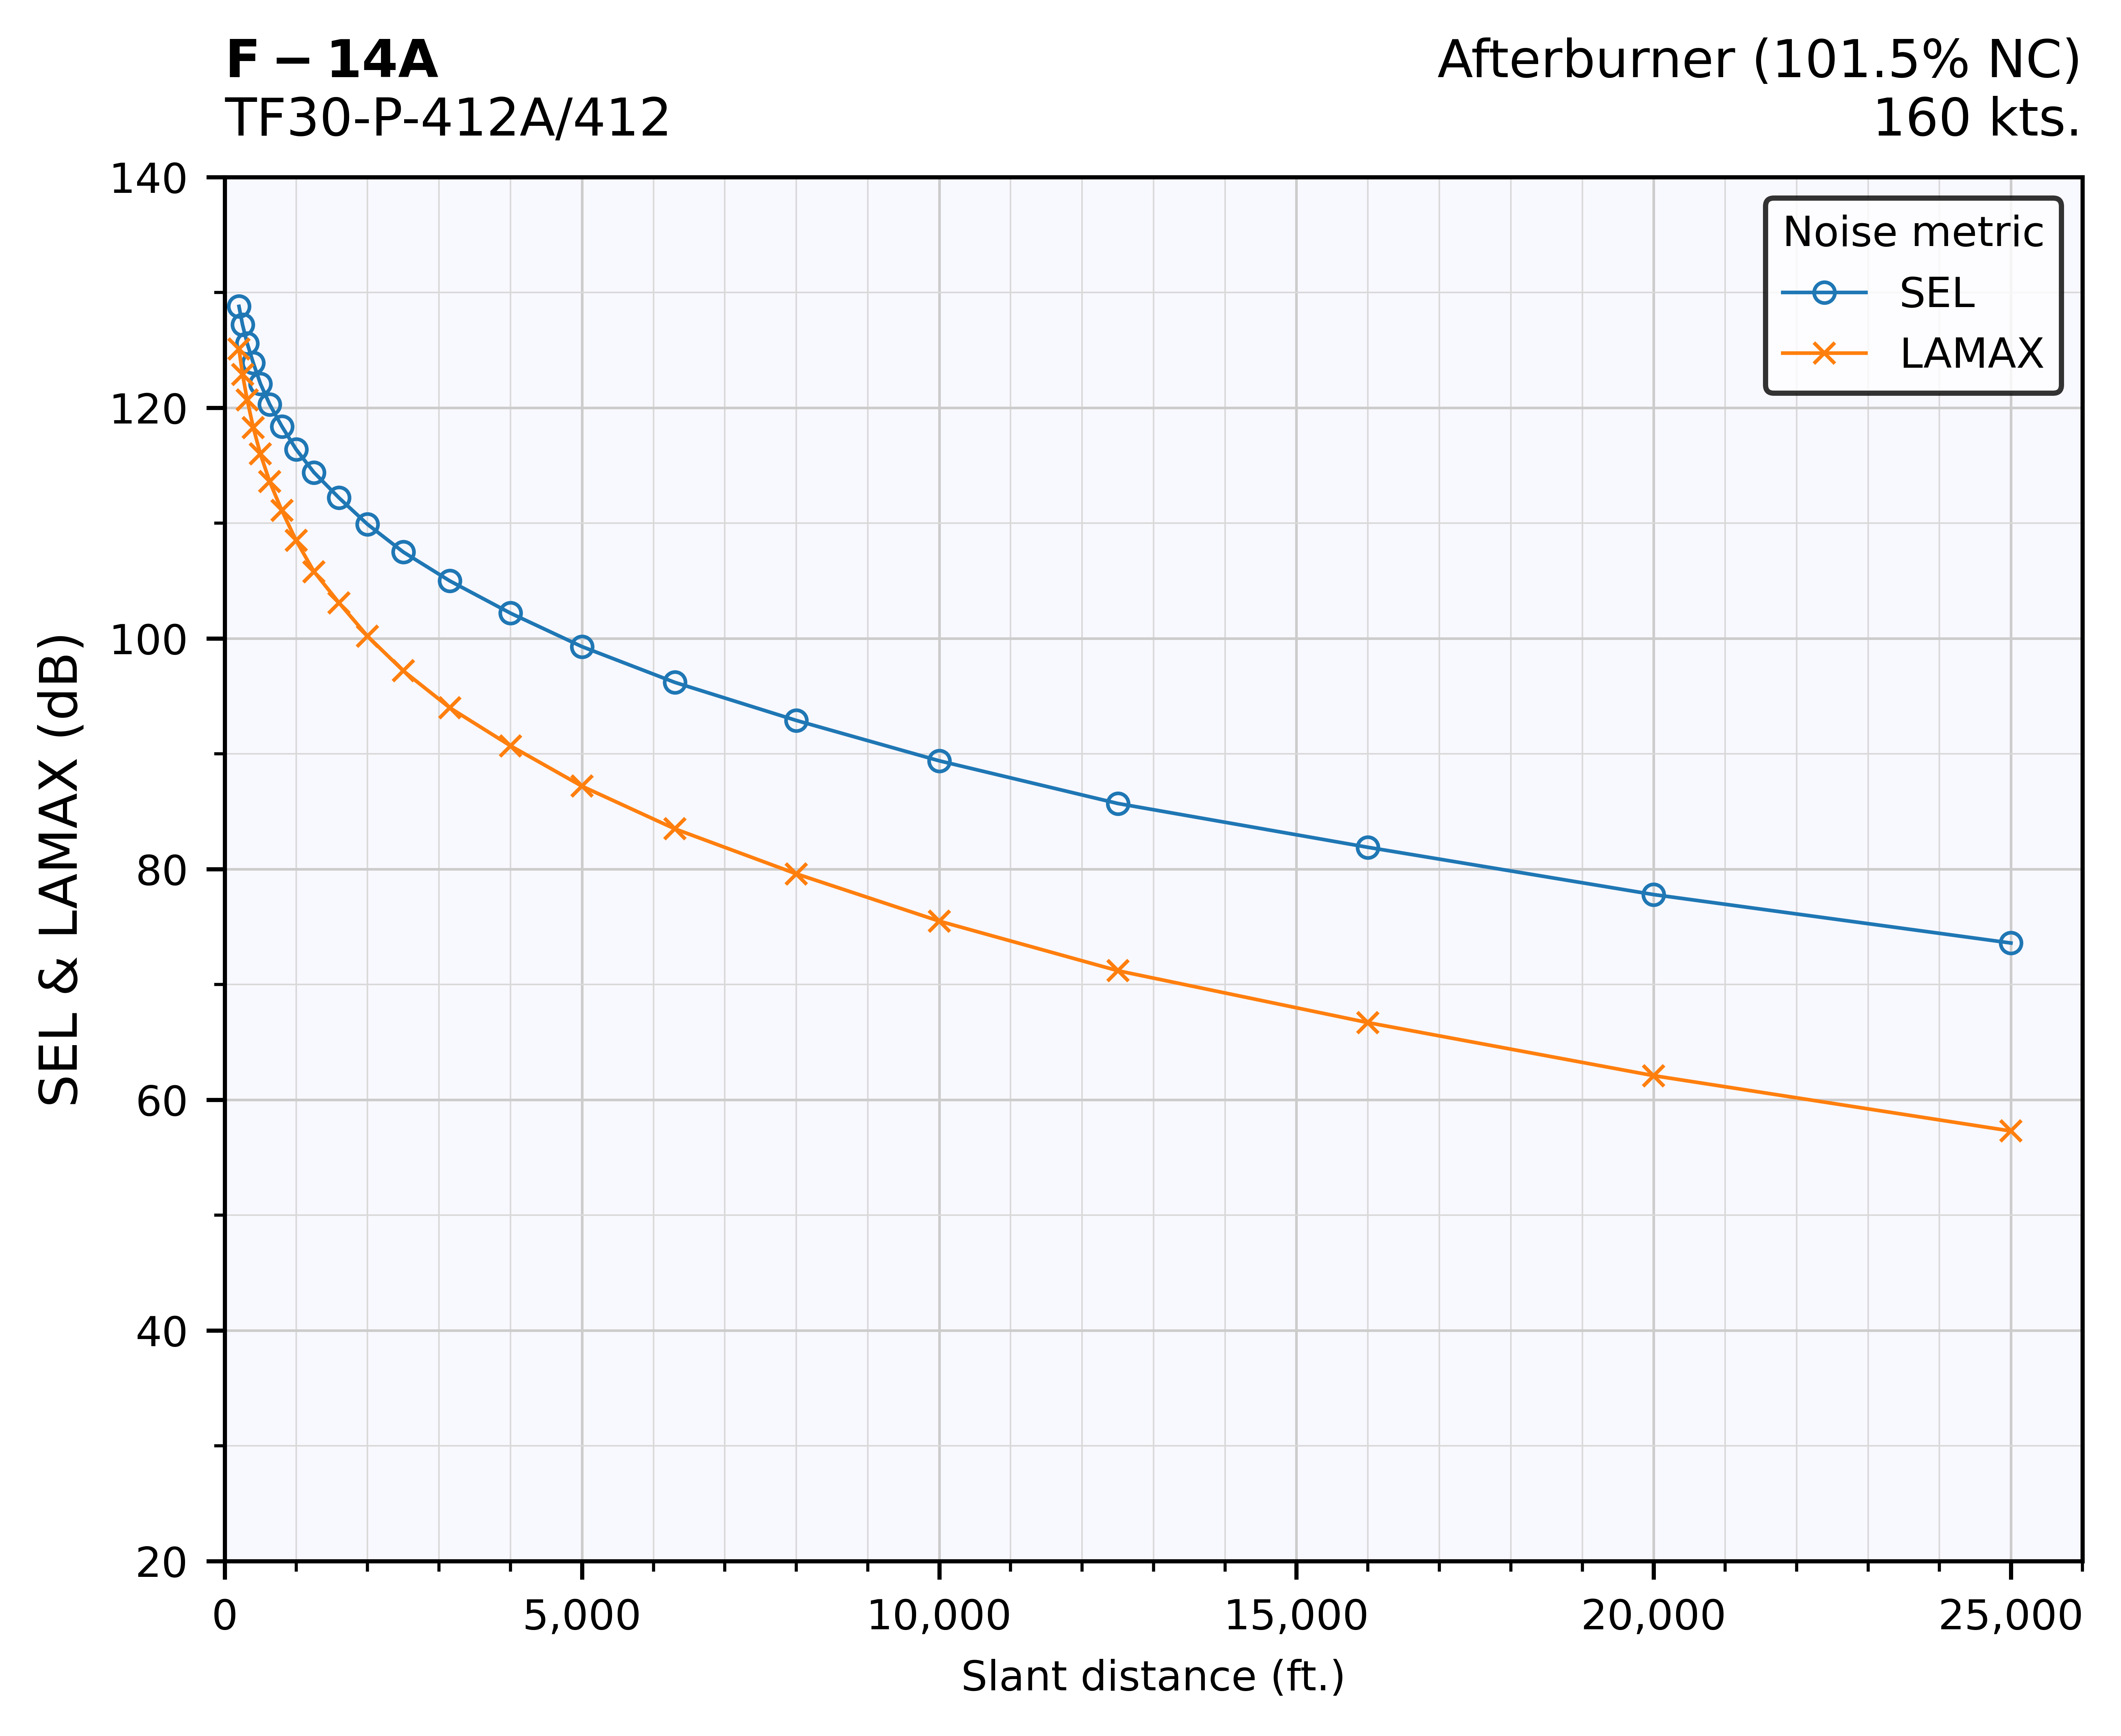 F − 14A
TF30-P-412A/412
Afterburner (101.5% NC)
160 kts.
Noise metric
SEL
LAMAX
SEL & LAMAX (dB)
140
120
100
80
60
40
20
0
5,000
10,000
15,000
20,000
25,000
Slant distance (ft.)